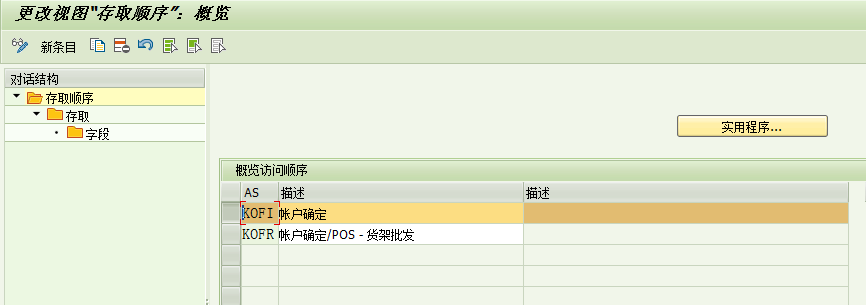 更改视图"存取顺序": 概览
新条目
对话结构
存取顺序
存取
字段
实用程序...
概览访问顺序
AS 描述 描述
KOFI 帐户确定
KOFR 帐户确定/POS - 货架批发